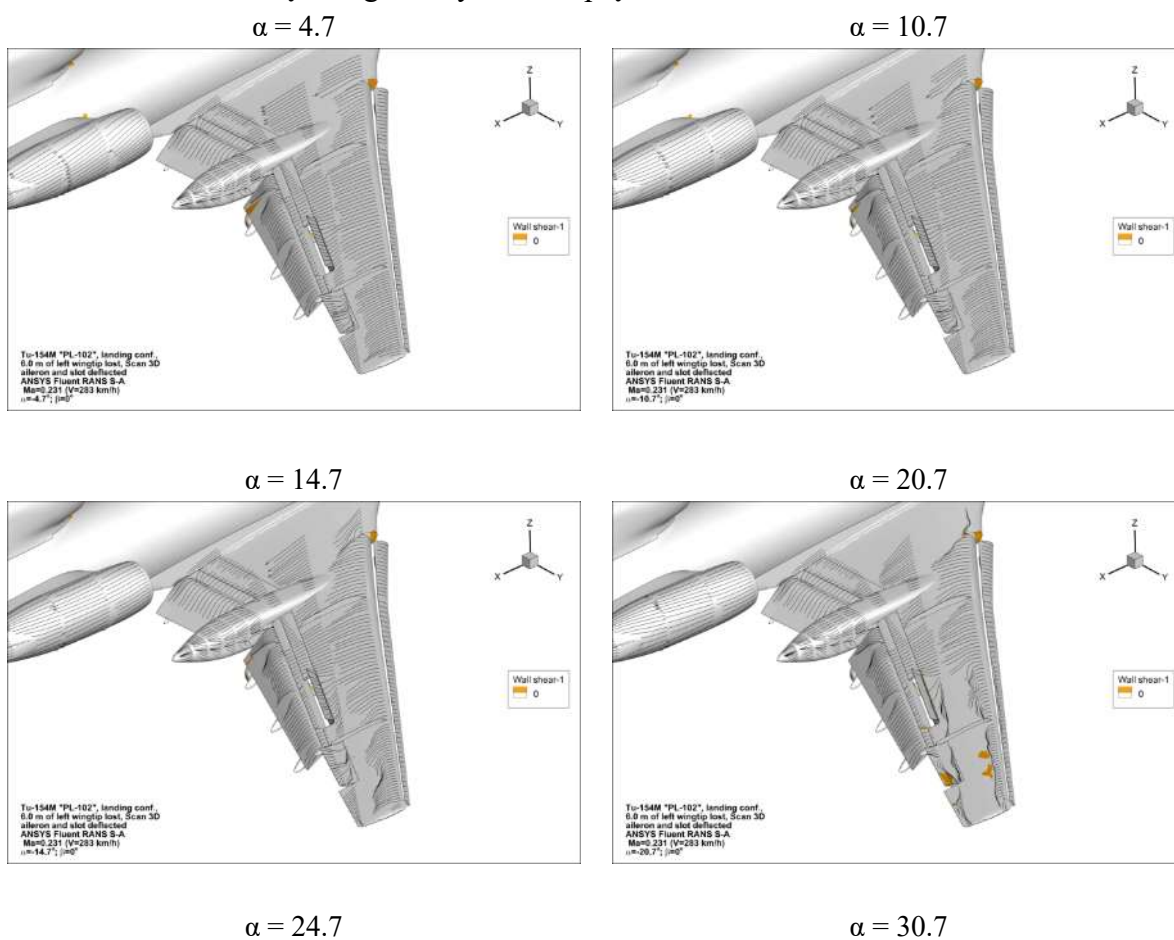 α = 4.7
α = 10.7
Z
X
Y
Wall shear-1
0
Tu-154M "PL-102", landing conf.,
6.0 m of left wingtip lost, Scan 3D
aileron and slot deflected
ANSYS Fluent RANS S-A
Ma=0.231 (V=283 km/h)
α=-4.7°; β=0°
Z
X
Y
Wall shear-1
0
Tu-154M "PL-102", landing conf.,
6.0 m of left wingtip lost, Scan 3D
aileron and slot deflected
ANSYS Fluent RANS S-A
Ma=0.231 (V=283 km/h)
α=-10.7°; β=0°
α = 14.7
α = 20.7
Z
X
Y
Wall shear-1
0
Tu-154M "PL-102", landing conf.,
6.0 m of left wingtip lost, Scan 3D
aileron and slot deflected
ANSYS Fluent RANS S-A
Ma=0.231 (V=283 km/h)
α=-14.7°; β=0°
Z
X
Y
Wall shear-1
0
Tu-154M "PL-102", landing conf.,
6.0 m of left wingtip lost, Scan 3D
aileron and slot deflected
ANSYS Fluent RANS S-A
Ma=0.231 (V=283 km/h)
α=-20.7°; β=0°
α = 24.7
α = 30.7